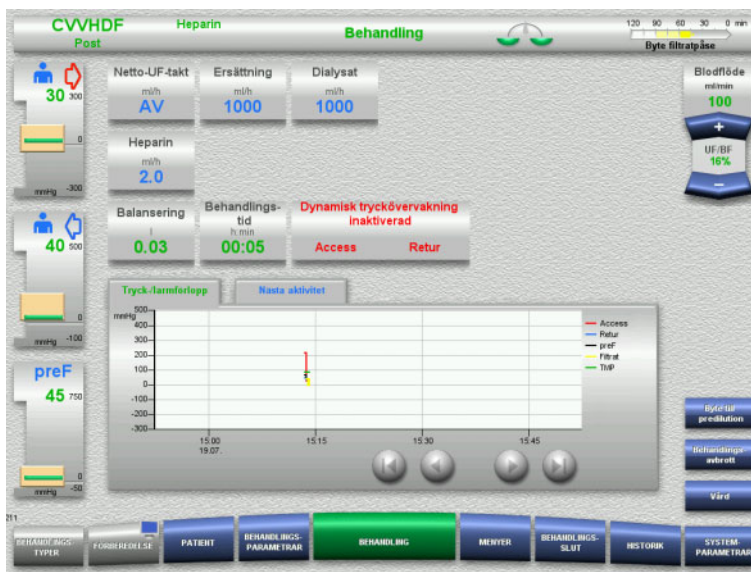 CVVHDF
Heparin
Post
Behandling
120 90 60 30 0 min
Byte filtratpåse
30
300
0
mmHg
-300
Netto-UF-takt
ml/h
AV
Ersättning
ml/h
1000
Dialysat
ml/h
1000
Blodflöde
ml/min
100
+
UF/BF
16%
−
Heparin
ml/h
2.0
40
500
0
mmHg
-100
Balansering
l
0.03
Behandlings-
tid
h:min
00:05
Dynamisk tryckövervakning
inaktiverad
Access Retur
preF
45
750
0
mmHg
-50
Tryck-/larmförlopp
Nasta aktivitet
mmHg
500
400
300
200
100
0
-100
-200
-300
15:00 15:15 15:30 15:45
19.07.
Access
Retur
preF
Filtrat
TMP
Byte till
predilution
Behandlings-
avbrott
Vård
211
BEHANDLINGS-
TYPER
FÖRBEREDELSE
PATIENT
BEHANDLINGS-
PARAMETRAR
BEHANDLING
MENYER
BEHANDLINGS-
SLUT
HISTORIK
SYSTEM-
PARAMETRAR